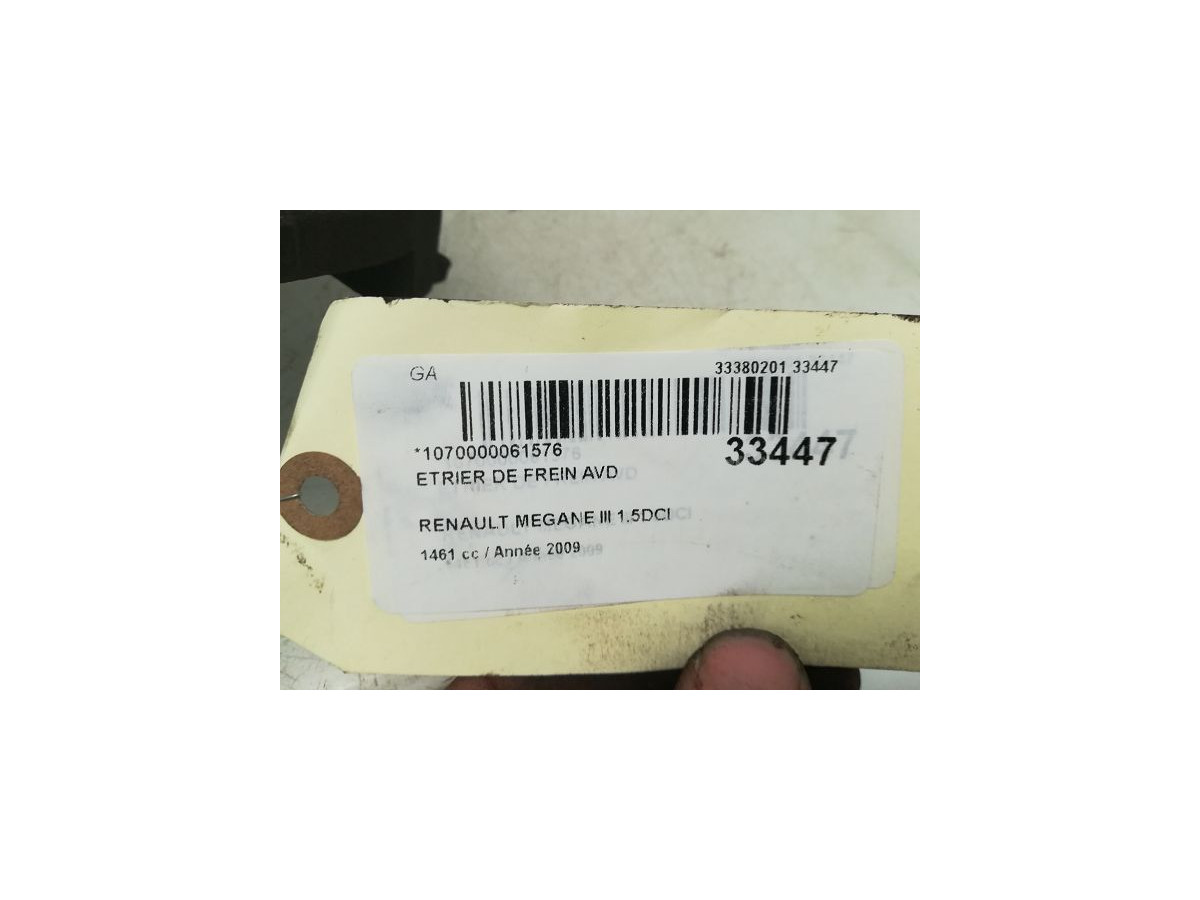 GA
33380201 33447
*1070000061576
33447
ETRIER DE FREIN AVD
RENAULT MEGANE III 1.5DCI
1461 cc / Année 2009